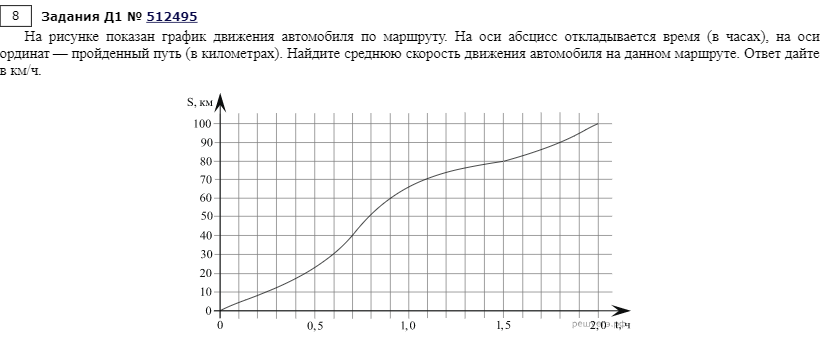 8 Задания Д1 № 512495
На рисунке показан график движения автомобиля по маршруту. На оси абсцисс откладывается время (в часах), на оси
ординат — пройденный путь (в километрах). Найдите среднюю скорость движения автомобиля на данном маршруте. Ответ дайте
в км/ч.
S, км
100
90
80
70
60
50
40
30
20
10
0
0 0,5 1,0 1,5 2,0 t, ч